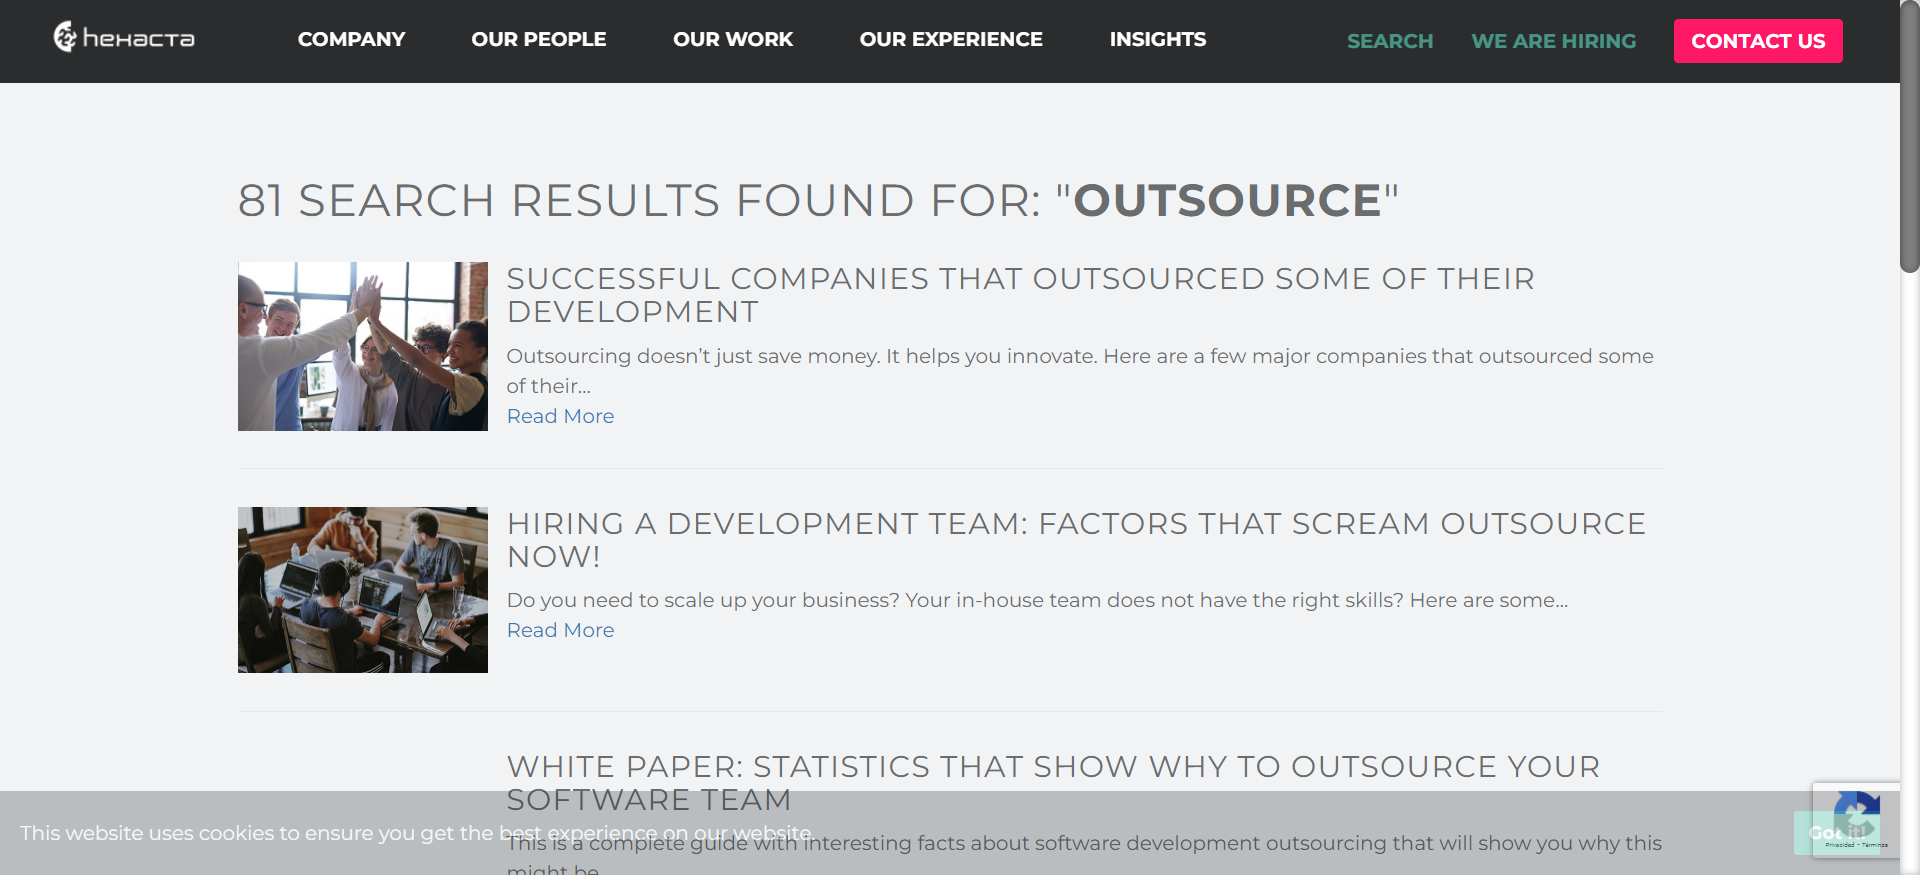 hexacta
COMPANY
OUR PEOPLE
OUR WORK
OUR EXPERIENCE
INSIGHTS
SEARCH
WE ARE HIRING
CONTACT US
81 SEARCH RESULTS FOUND FOR: "OUTSOURCE"
SUCCESSFUL COMPANIES THAT OUTSOURCED SOME OF THEIR
DEVELOPMENT
Outsourcing doesn’t just save money. It helps you innovate. Here are a few major companies that outsourced some
of their...
Read More
HIRING A DEVELOPMENT TEAM: FACTORS THAT SCREAM OUTSOURCE
NOW!
Do you need to scale up your business? Your in-house team does not have the right skills? Here are some...
Read More
WHITE PAPER: STATISTICS THAT SHOW WHY TO OUTSOURCE YOUR
SOFTWARE TEAM
This is a complete guide with interesting facts about software development outsourcing that will show you why this
might be
This website uses cookies to ensure you get the best experience on our website.
Got it!
Privacidad - Términos